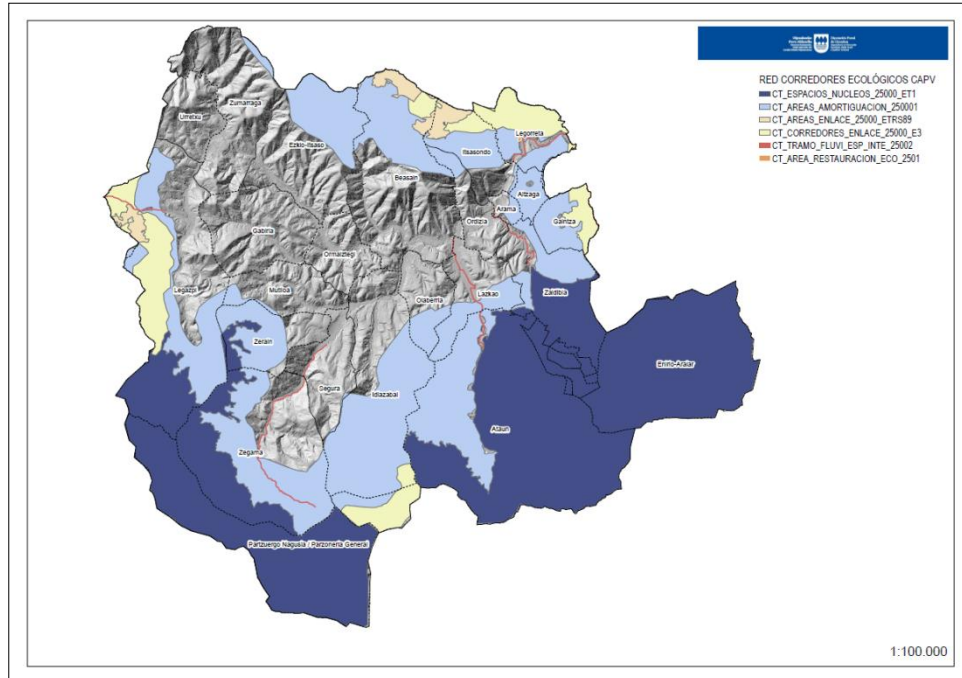 RED CORREDORES ECOLÓGICOS CAPV
CT_ESPACIOS_NUCLEOS_25000_ET1
CT_AREAS_AMORTIGUACION_250001
CT_AREAS_ENLACE_25000_ETRS89
CT_CORREDORES_ENLACE_25000_E3
CT_TRAMO_FLUVI_ESP_INTE_25002
CT_AREA_RESTAURACION_ECO_2501
Zumarraga
Urretxu
Legorreta
Ezkio-Itsaso
Itsasondo
Beasain
Altzaga
Arama
Ordizia
Gaintza
Gabiria
Ormaiztegi
Legazpi
Mutiloa
Lazkao
Zaldibia
Olaberria
Zerain
Enirio-Aralar
Segura
Idiazabal
Ataun
Zegama
Partzuergo Nagusia / Parzonería General
1:100.000